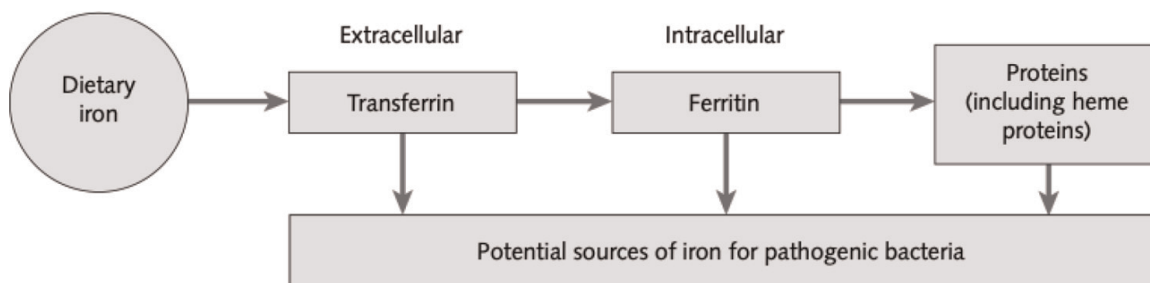 Extracellular
Intracellular
Dietary
iron
Transferrin
Ferritin
Proteins
(including heme
proteins)
Potential sources of iron for pathogenic bacteria